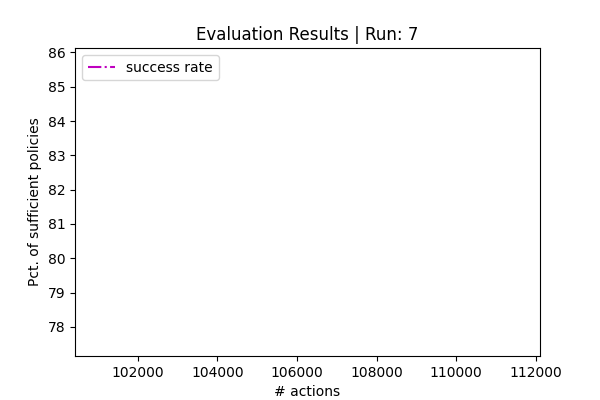 Evaluation Results | Run: 7
success rate
Pct. of sufficient policies
86
85
84
83
82
81
80
79
78
102000 104000 106000 108000 110000 112000
# actions